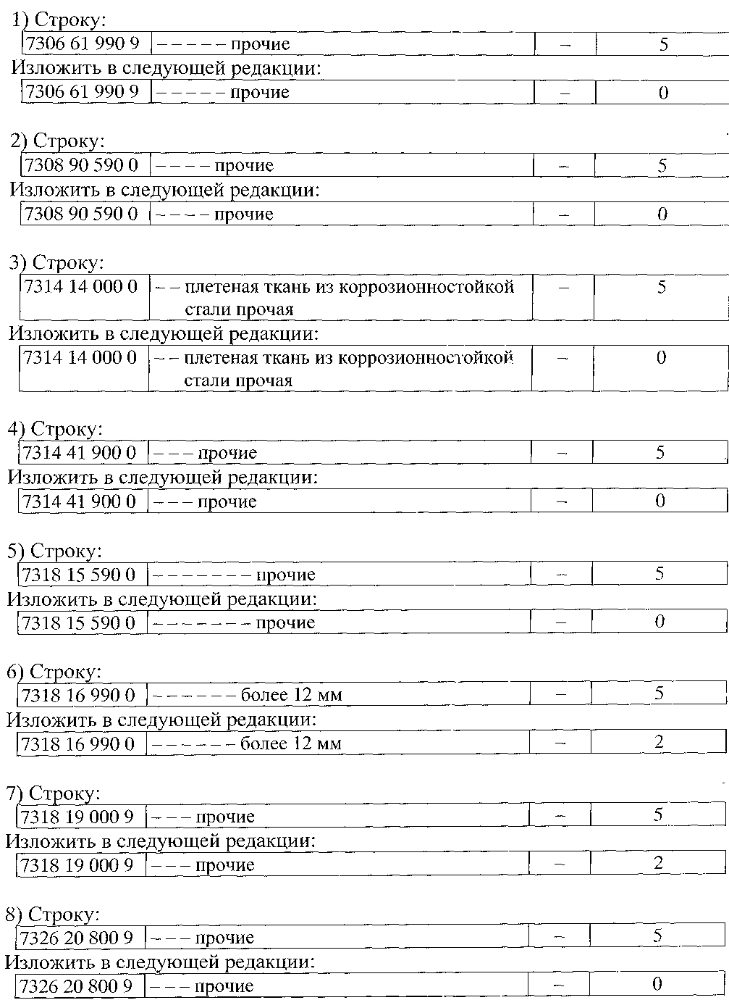 1) Строку:
7306 61 990 9 – – – – – прочие – 5
Изложить в следующей редакции:
7306 61 990 9 – – – – – прочие – 0
2) Строку:
7308 90 590 0 – – – – прочие – 5
Изложить в следующей редакции:
7308 90 590 0 – – – – прочие – 0
3) Строку:
7314 14 000 0 – – плетеная ткань из коррозионностойкой – 5
стали прочая
Изложить в следующей редакции:
7314 14 000 0 – – плетеная ткань из коррозионностойкой – 0
стали прочая
4) Строку:
7314 41 900 0 – – – прочие – 5
Изложить в следующей редакции:
7314 41 900 0 – – – прочие – 0
5) Строку:
7318 15 590 0 – – – – – – – прочие – 5
Изложить в следующей редакции:
7318 15 590 0 – – – – – – – прочие – 0
6) Строку:
7318 16 990 0 – – – – – – более 12 мм – 5
Изложить в следующей редакции:
7318 16 990 0 – – – – – – более 12 мм – 2
7) Строку:
7318 19 000 9 – – – прочие – 5
Изложить в следующей редакции:
7318 19 000 9 – – – прочие – 2
8) Строку:
7326 20 800 9 – – – прочие – 5
Изложить в следующей редакции:
7326 20 800 9 – – – прочие – 0